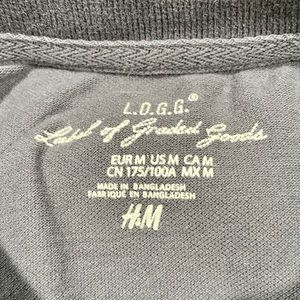 L.O.G.G.®
Label of Graded Goods
EUR M US M CA M
CN 175/100A MX M
MADE IN BANGLADESH
FABRIQUÉ EN BANGLADESH
H&M